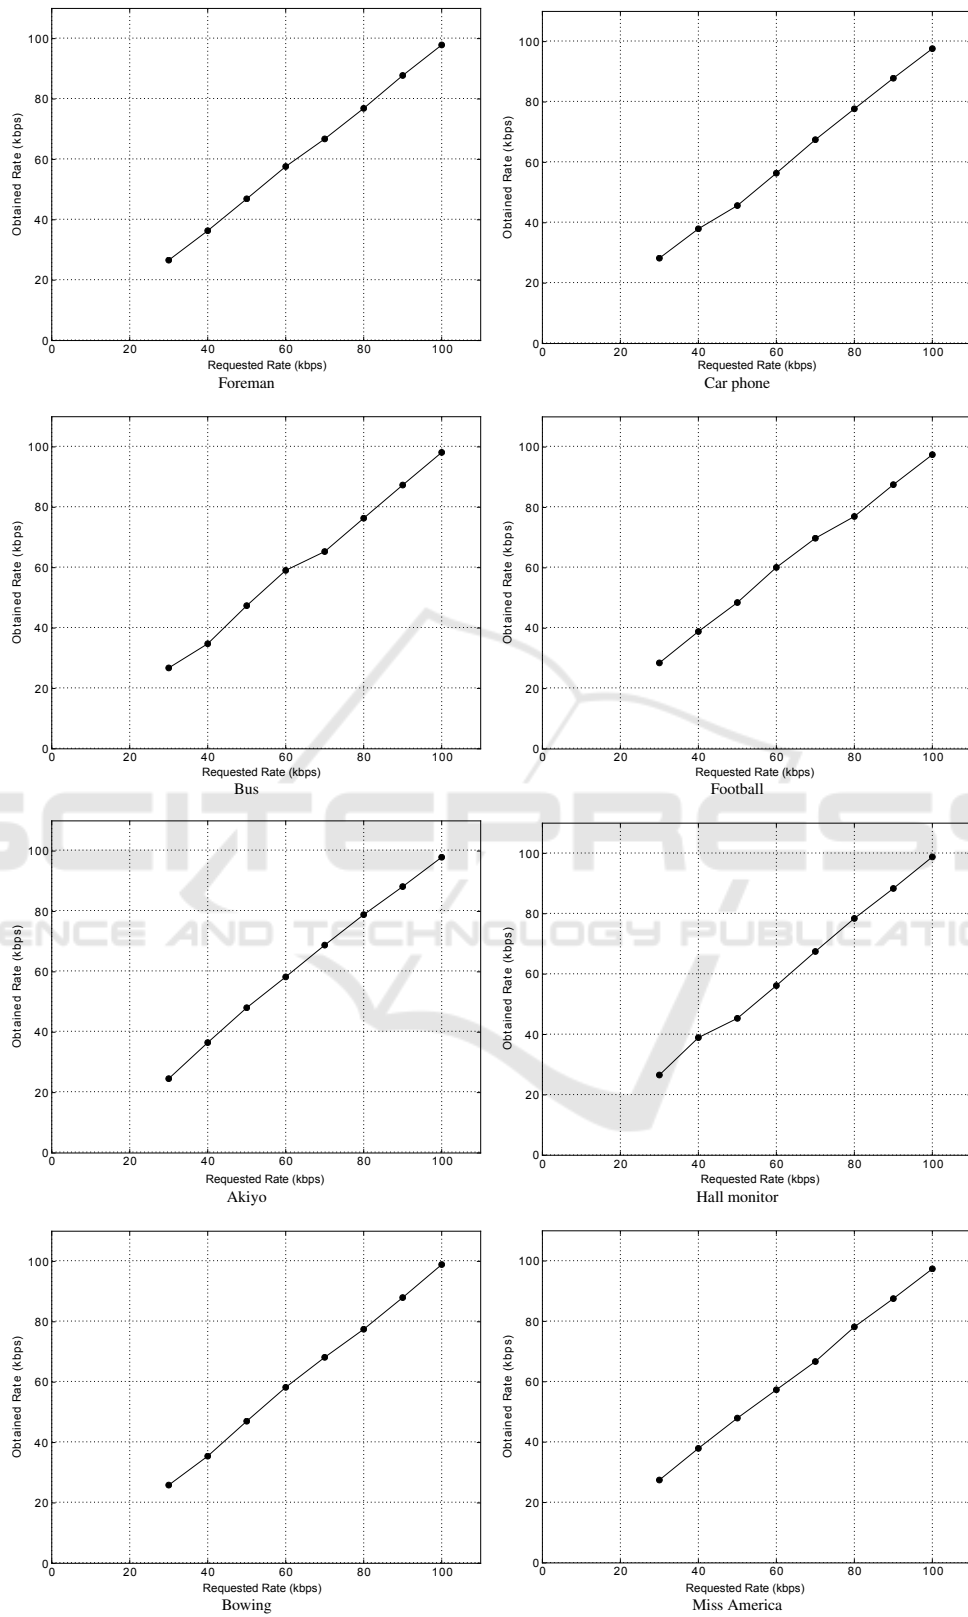 100
80
60
40
20
0
Obtained Rate (kbps)
0 20 40 60 80 100
Requested Rate (kbps)
Foreman
100
80
60
40
20
0
Obtained Rate (kbps)
0 20 40 60 80 100
Requested Rate (kbps)
Car phone
100
80
60
40
20
0
Obtained Rate (kbps)
0 20 40 60 80 100
Requested Rate (kbps)
Bus
100
80
60
40
20
0
Obtained Rate (kbps)
0 20 40 60 80 100
Requested Rate (kbps)
Football
SCITEPRESS
ENCE AND TECHNOLOGY PUBLICATIO
100
80
60
40
20
0
Obtained Rate (kbps)
0 20 40 60 80 100
Requested Rate (kbps)
Akiyo
100
80
60
40
20
0
Obtained Rate (kbps)
0 20 40 60 80 100
Requested Rate (kbps)
Hall monitor
100
80
60
40
20
0
Obtained Rate (kbps)
0 20 40 60 80 100
Requested Rate (kbps)
Bowing
100
80
60
40
20
0
Obtained Rate (kbps)
0 20 40 60 80 100
Requested Rate (kbps)
Miss America